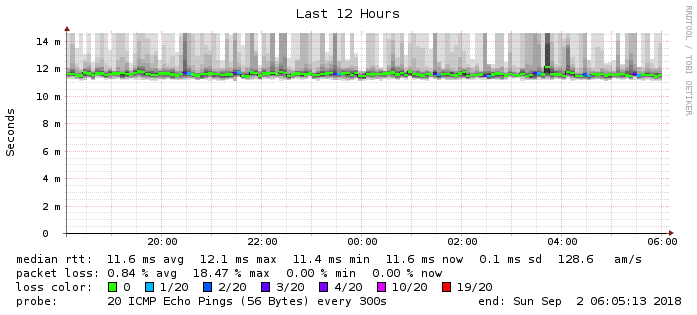 Last 12 Hours
RRDTOOL / TOBI OETIKER
Seconds
14 m
12 m
10 m
8 m
6 m
4 m
2 m
0
20:00 22:00 00:00 02:00 04:00 06:00
median rtt: 11.6 ms avg 12.1 ms max 11.4 ms min 11.6 ms now 0.1 ms sd 128.6 am/s
packet loss: 0.84 % avg 18.47 % max 0.00 % min 0.00 % now
loss color: 0 1/20 2/20 3/20 4/20 10/20 19/20
probe: 20 ICMP Echo Pings (56 Bytes) every 300s end: Sun Sep 2 06:05:13 2018